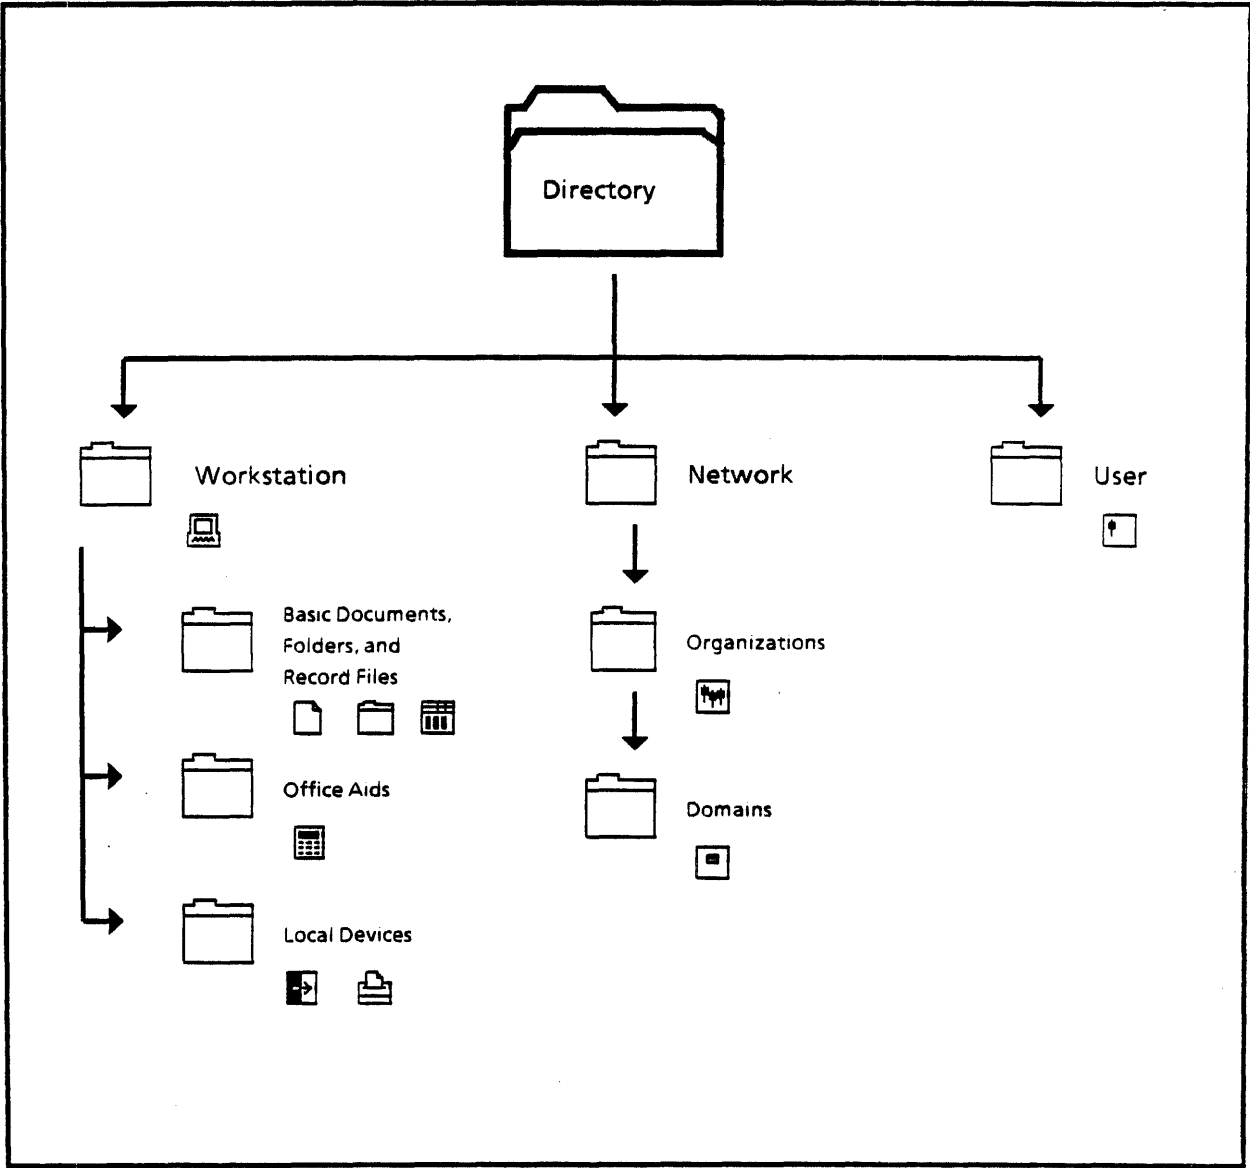 Directory
Workstation
Network
User
Basic Documents,
Folders, and
Record Files
Organizations
Office Aids
Domains
Local Devices